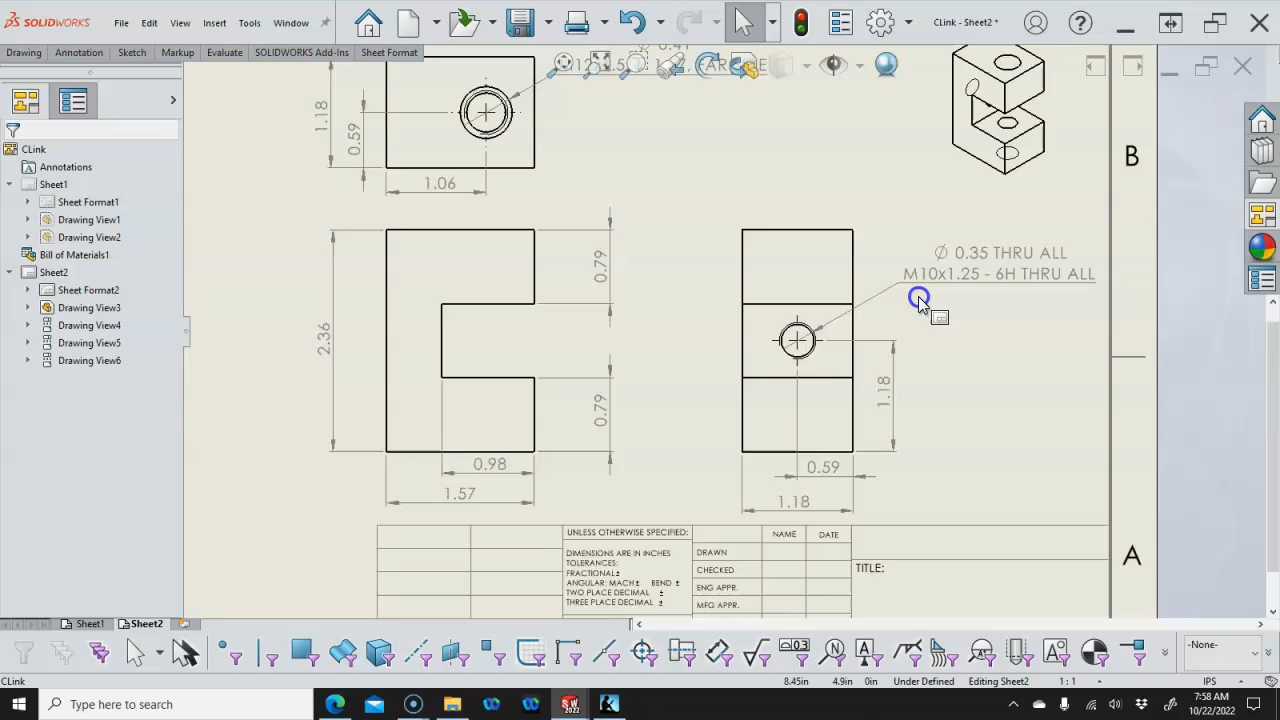 SOLIDWORKS
File Edit View Insert Tools Window
CLink - Sheet2 *
Drawing Annotation Sketch Markup Evaluate SOLIDWORKS Add-Ins Sheet Format
CLink
Annotations
Sheet1
Sheet Format1
Drawing View1
Drawing View2
Bill of Materials1
Sheet2
Sheet Format2
Drawing View3
Drawing View4
Drawing View5
Drawing View6
1.18
0.59
1.06
B
Ø 0.35 THRU ALL
M10x1.25 - 6H THRU ALL
0.79
2.36
0.79
1.18
0.98
0.59
1.57
1.18
UNLESS OTHERWISE SPECIFIED:
DIMENSIONS ARE IN INCHES
TOLERANCES:
FRACTIONAL±
ANGULAR: MACH± BEND ±
TWO PLACE DECIMAL ±
THREE PLACE DECIMAL ±
NAME DATE
DRAWN
CHECKED
ENG APPR.
MFG APPR.
TITLE:
A
Sheet1 Sheet2
-None-
CLink
8.45in 4.9in 0in Under Defined Editing Sheet2 1 : 1 IPS
Type here to search
7:58 AM
10/22/2022